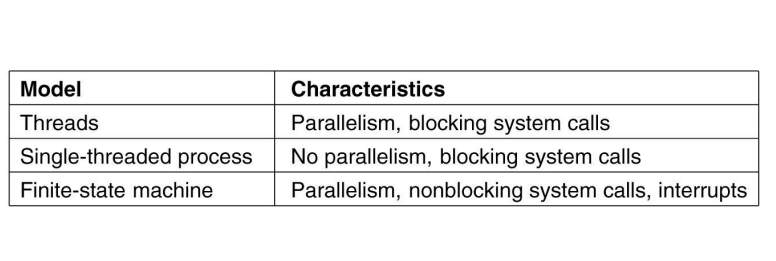 Model Characteristics
Threads Parallelism, blocking system calls
Single-threaded process No parallelism, blocking system calls
Finite-state machine Parallelism, nonblocking system calls, interrupts